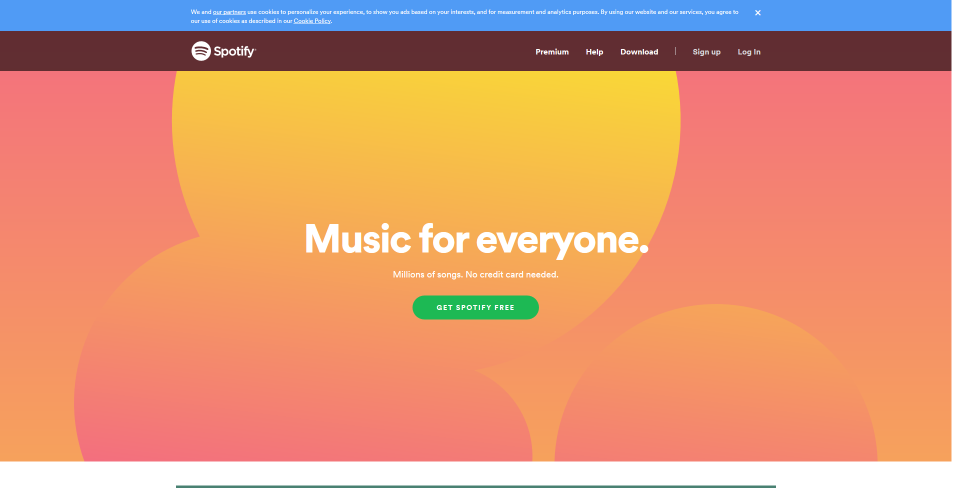 We and our partners use cookies to personalize your experience, to show you ads based on your interests, and for measurement and analytics purposes. By using our website and our services, you agree to
our use of cookies as described in our Cookie Policy.
Spotify
Premium Help Download | Sign up Log In
Music for everyone.
Millions of songs. No credit card needed.
GET SPOTIFY FREE